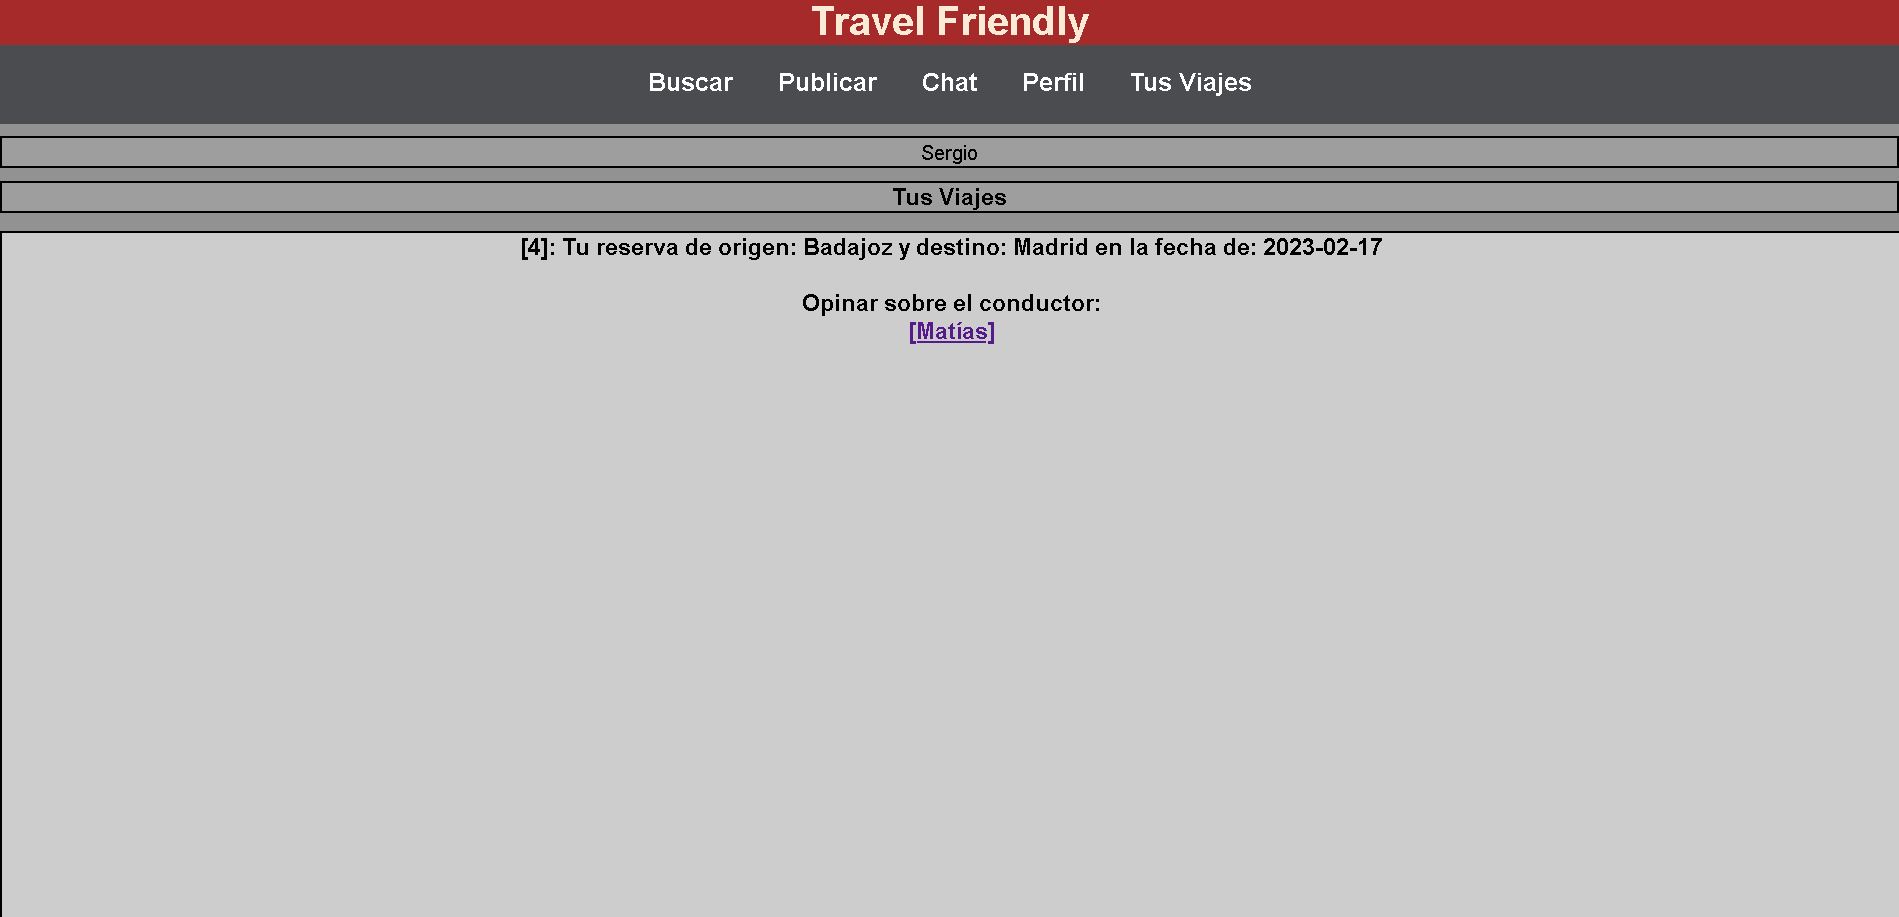 Travel Friendly
Buscar Publicar Chat Perfil Tus Viajes
Sergio
Tus Viajes
[4]: Tu reserva de origen: Badajoz y destino: Madrid en la fecha de: 2023-02-17
Opinar sobre el conductor:
[Matías]